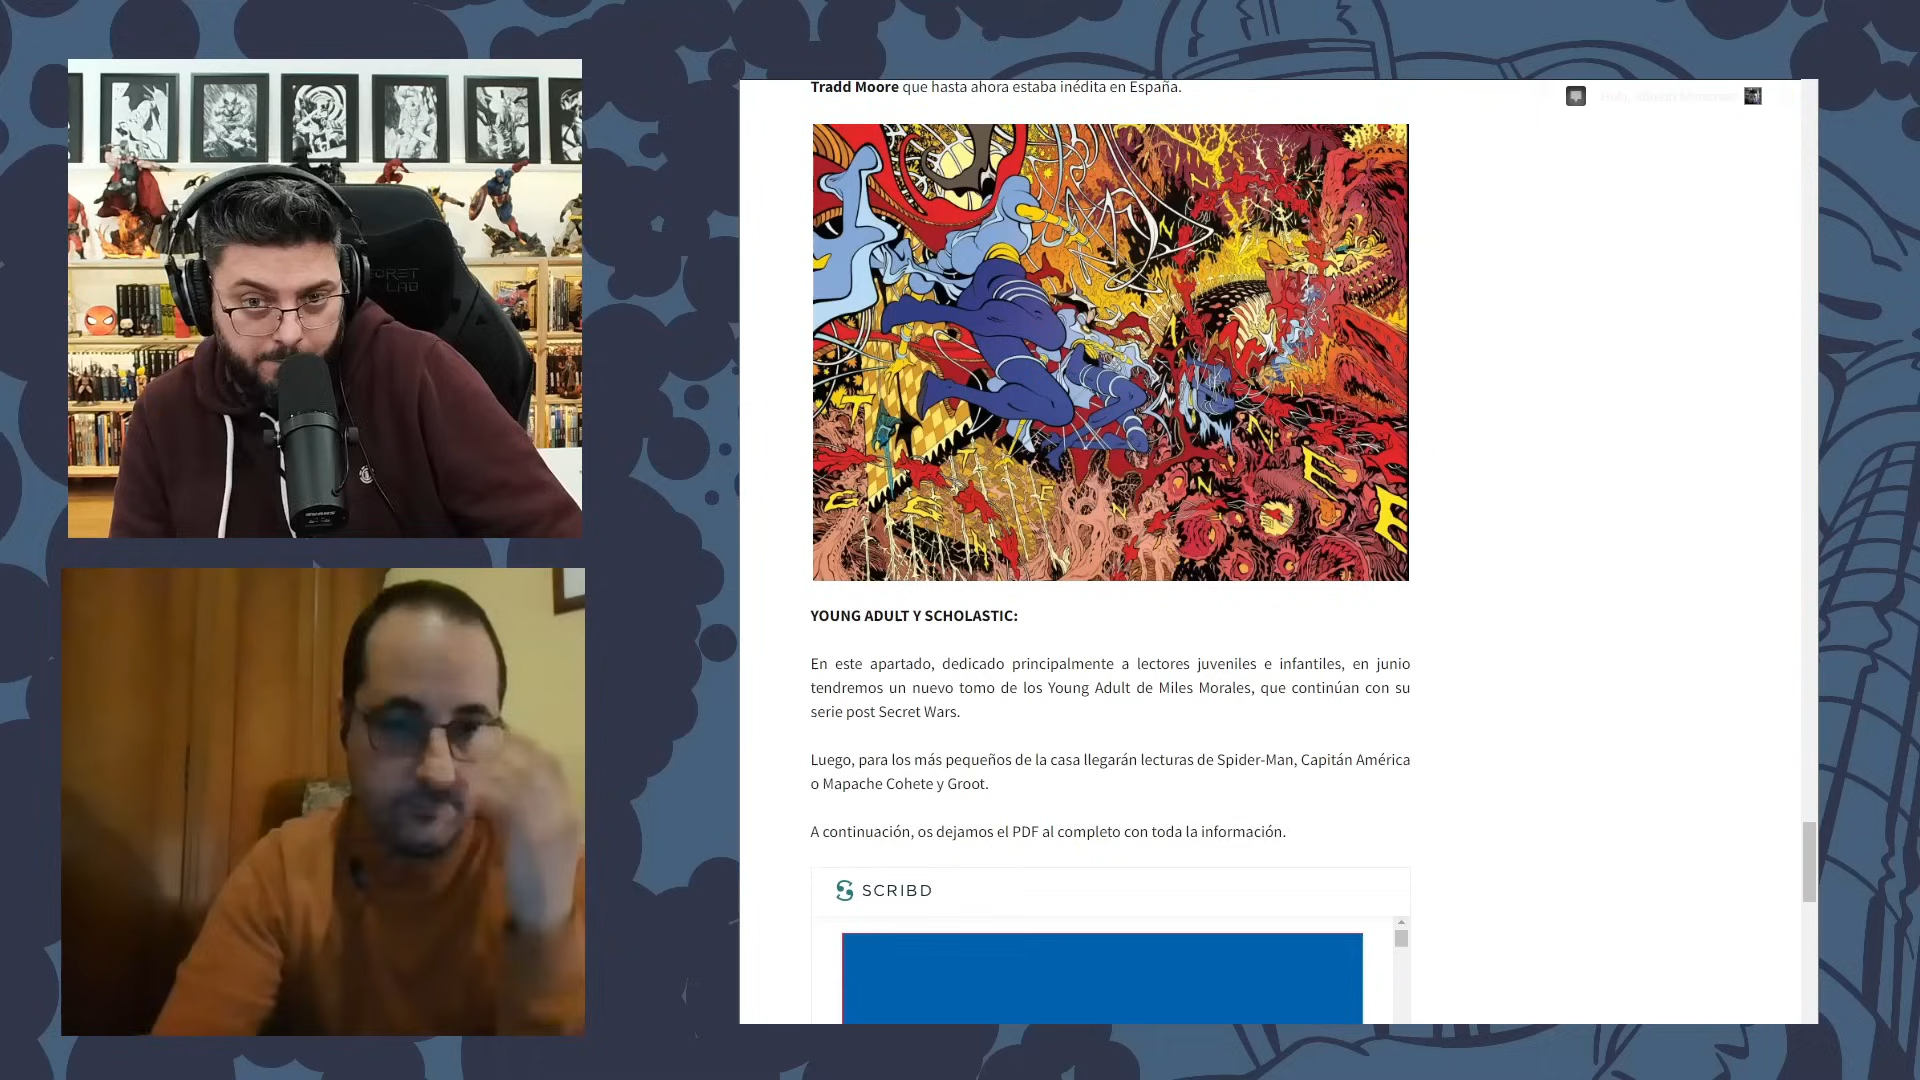 Tradd Moore que hasta ahora estaba inédita en España.
YOUNG ADULT Y SCHOLASTIC:
En este apartado, dedicado principalmente a lectores juveniles e infantiles, en junio
tendremos un nuevo tomo de los Young Adult de Miles Morales, que continúan con su
serie post Secret Wars.
Luego, para los más pequeños de la casa llegarán lecturas de Spider-Man, Capitán América
o Mapache Cohete y Groot.
A continuación, os dejamos el PDF al completo con toda la información.
SCRIBD